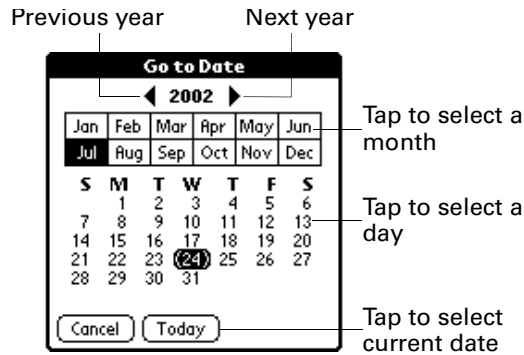 Previous year Next year
Go to Date
2002
Jan Feb Mar Apr May Jun
Tap to select a
month
Jul Aug Sep Oct Nov Dec
S M T W T F S
1 2 3 4 5 6
7 8 9 10 11 12 13
Tap to select a
day
14 15 16 17 18 19 20
21 22 23 24 25 26 27
28 29 30 31
Cancel Today
Tap to select
current date